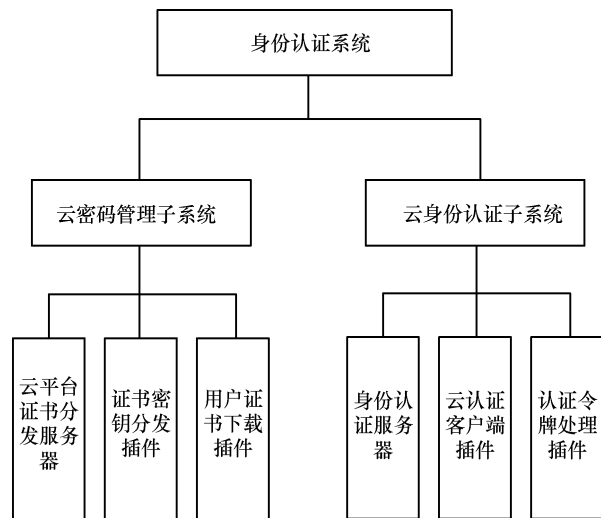 身份认证系统
云密码管理子系统
云身份认证子系统
云平台
证书分
发服务
器
证书密
钥分发
插件
用户证
书下载
插件
身份认
证服务
器
云认证
客户端
插件
认证令
牌处理
插件